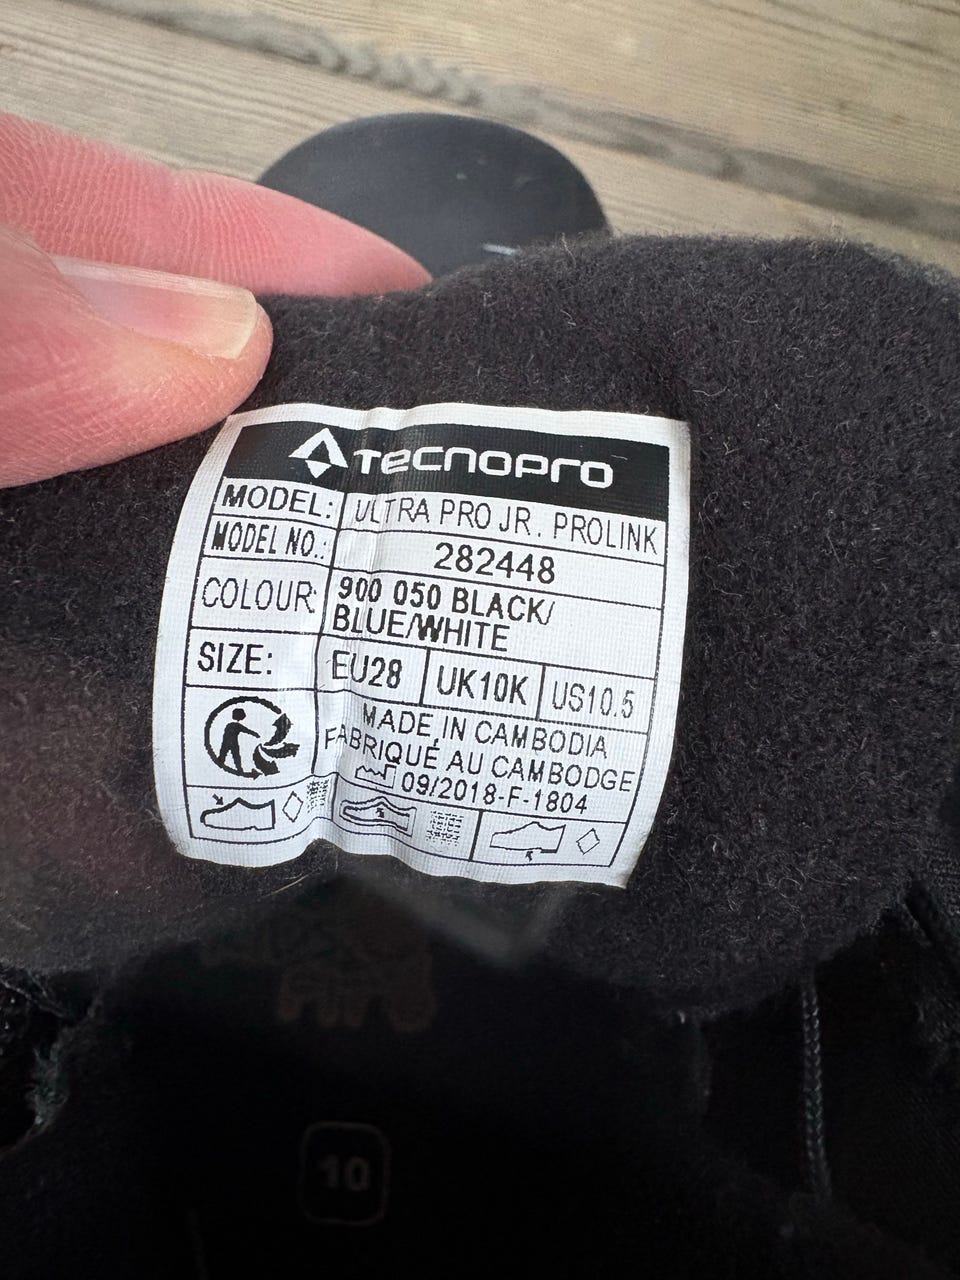 TECNOPRO
MODEL: ULTRA PRO JR. PROLINK
MODEL NO.: 282448
COLOUR: 900 050 BLACK/
BLUE/WHITE
SIZE: EU28 UK10K US10.5
MADE IN CAMBODIA
FABRIQUÉ AU CAMBODGE
09/2018-F-1804
10